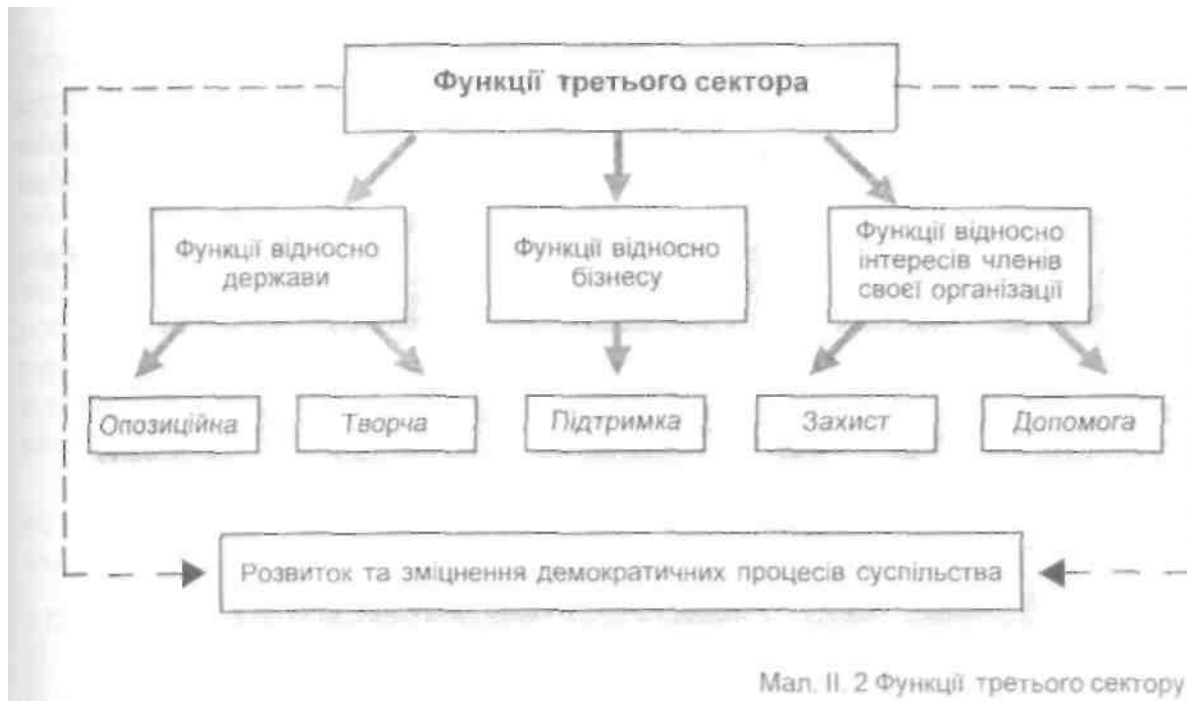 Функції третього сектора
Функції відносно
держави
Функції відносно
бізнесу
Функції відносно
інтересів членів
своєї організації
Опозиційна
Творча
Підтримка
Захист
Допомога
Розвиток та зміцнення демократичних процесів суспільства
Мал. II. 2 Функції третього сектору